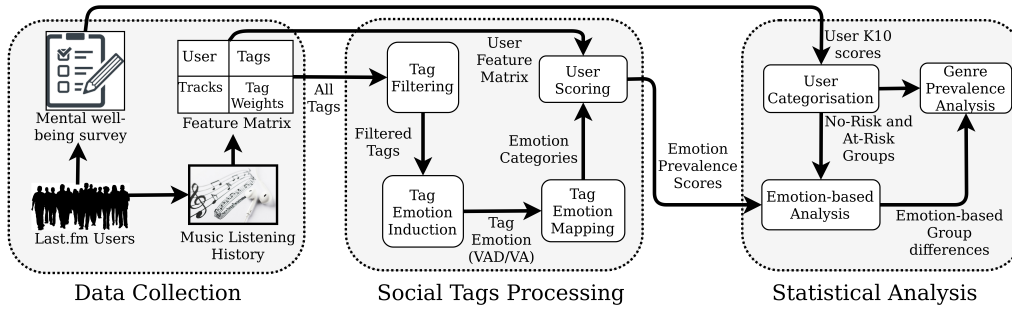 Mental well-
being survey
Last.fm Users
User
Tags
Tracks
Tag
Weights
Feature Matrix
Music Listening
History
Data Collection
All
Tags
Tag
Filtering
Filtered
Tags
Tag
Emotion
Induction
Tag
Emotion
(VAD/VA)
Tag
Emotion
Mapping
Emotion
Categories
User
Feature
Matrix
User
Scoring
Social Tags Processing
Emotion
Prevalence
Scores
User K10
scores
User
Categorisation
Genre
Prevalence
Analysis
No-Risk and
At-Risk
Groups
Emotion-based
Analysis
Emotion-based
Group
differences
Statistical Analysis